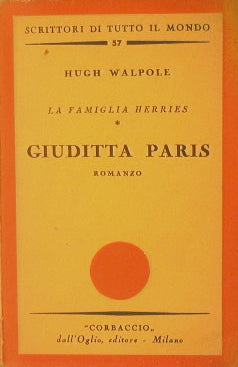 SCRITTORI DI TUTTO IL MONDO
57
HUGH WALPOLE
LA FAMIGLIA HERRIES
*
GIUDITTA PARIS
ROMANZO
"CORBACCIO„
dall'Oglio, editore - Milano